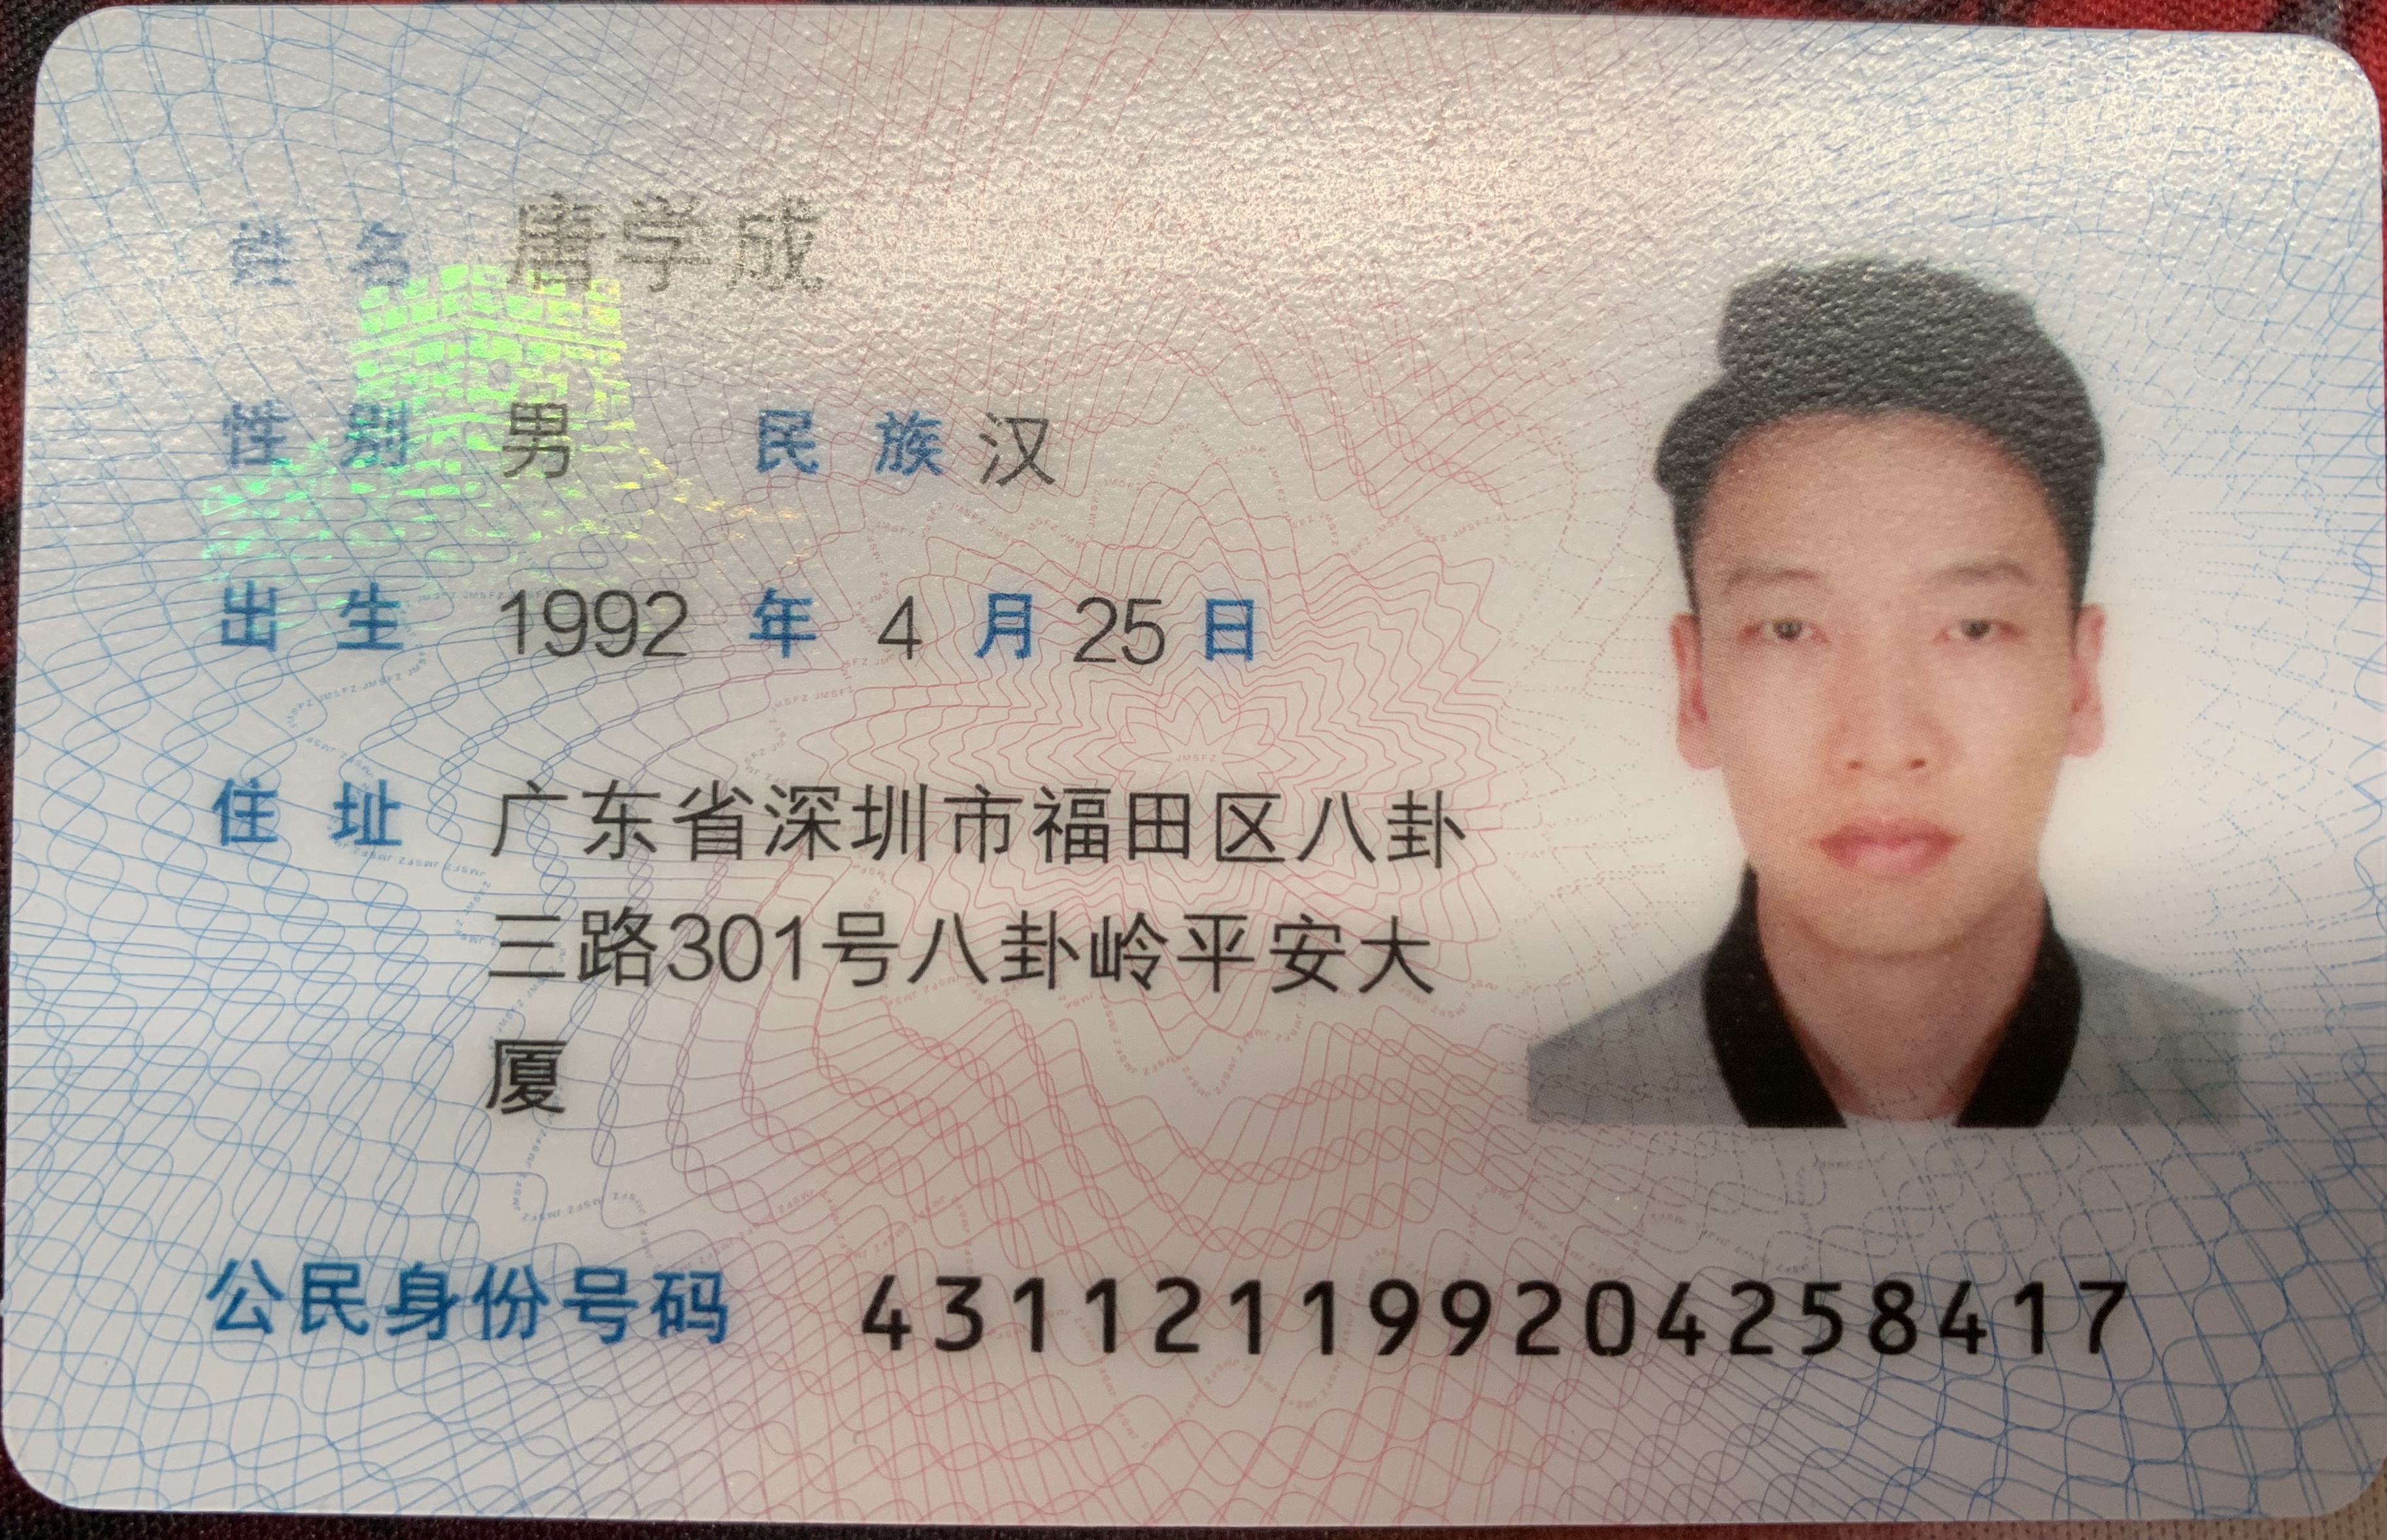 姓名 唐学成
性别 男 民族 汉
出生 1992 年 4 月 25 日
住址 广东省深圳市福田区八卦
三路301号八卦岭平安大
厦
公民身份号码 431121199204258417